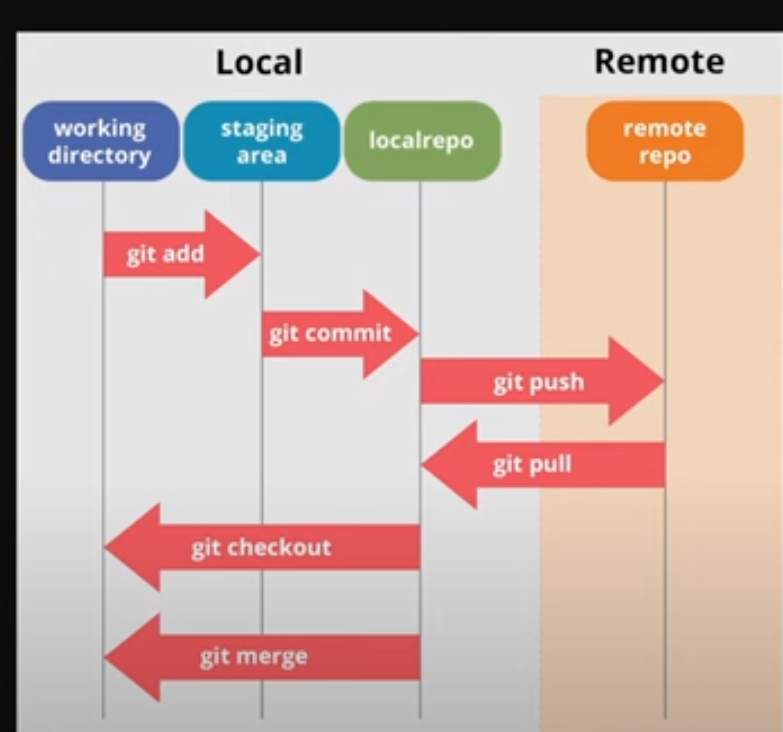 Local
Remote
working
directory
staging
area
localrepo
remote
repo
git add
git commit
git push
git pull
git checkout
git merge